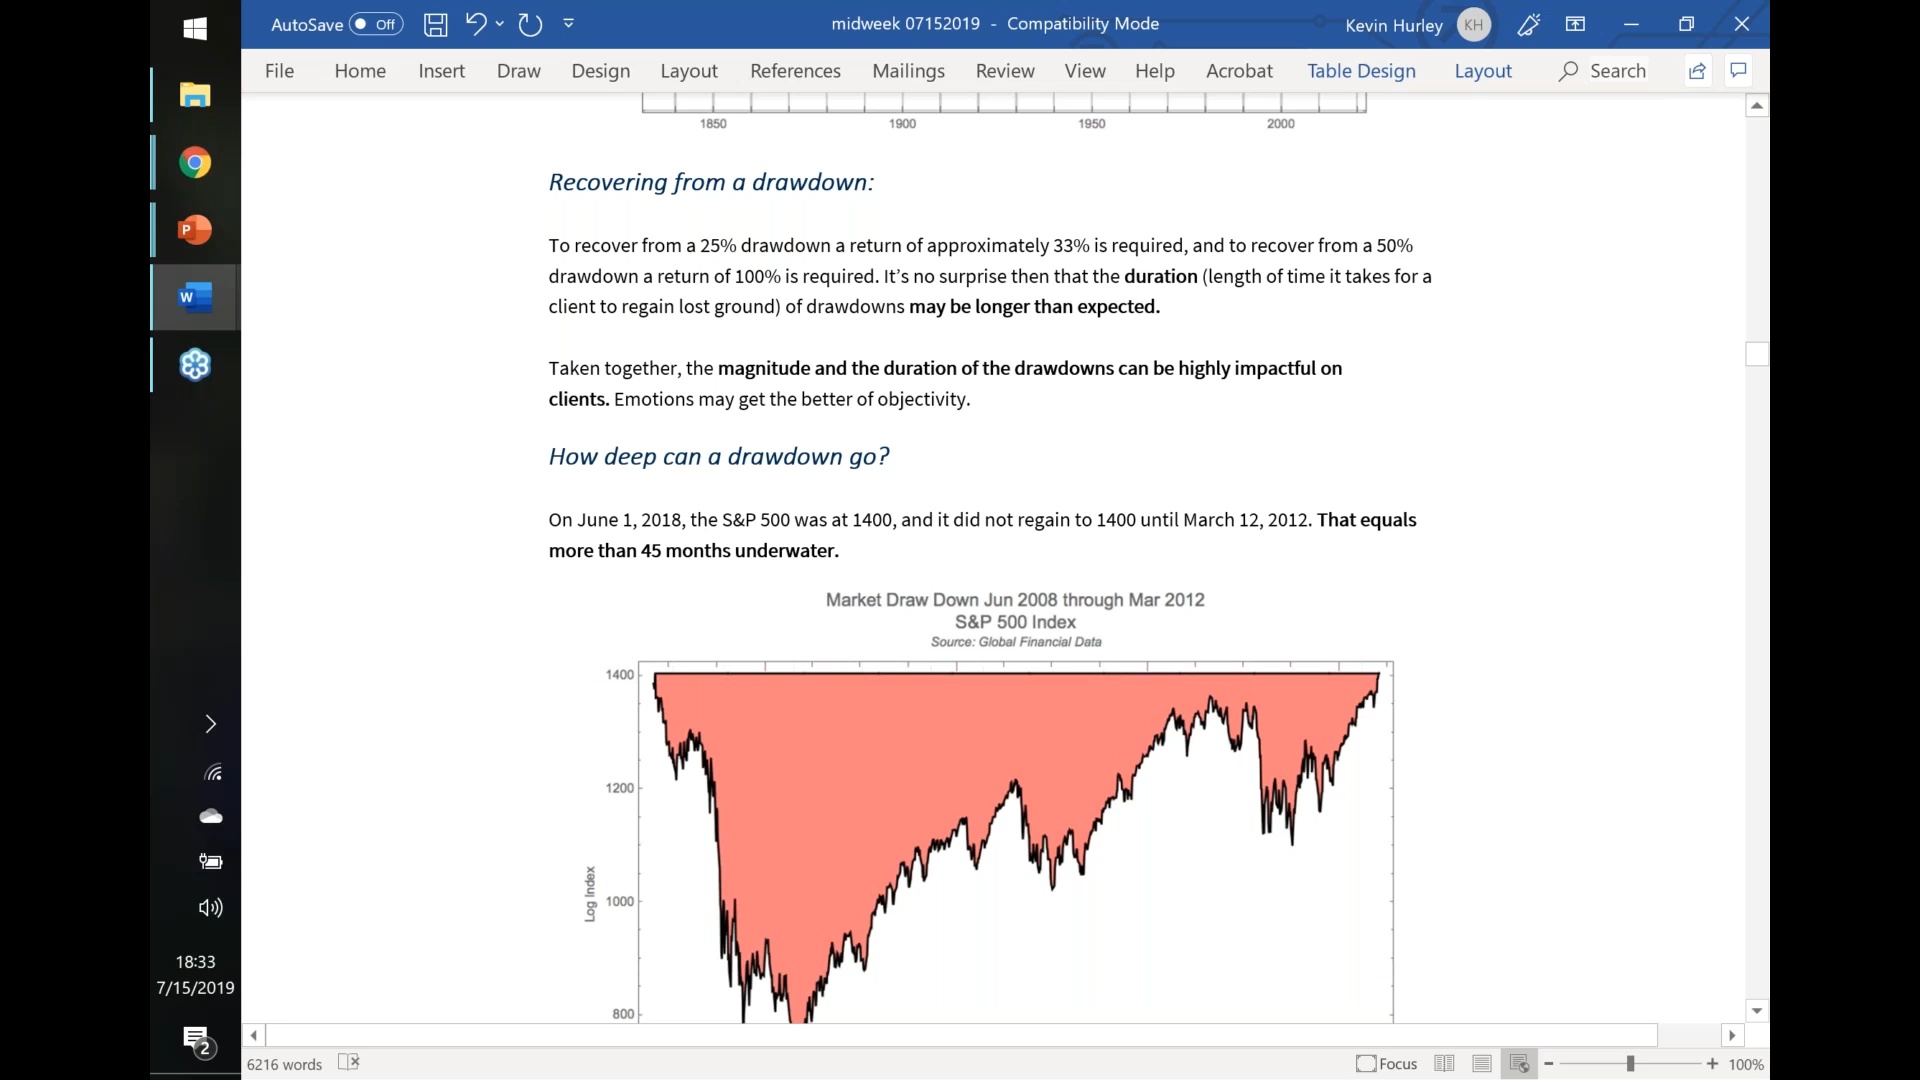 AutoSave Off midweek 07152019 - Compatibility Mode Kevin Hurley KH
File Home Insert Draw Design Layout References Mailings Review View Help Acrobat Table Design Layout Search
1850 1900 1950 2000
Recovering from a drawdown:
To recover from a 25% drawdown a return of approximately 33% is required, and to recover from a 50%
drawdown a return of 100% is required. It's no surprise then that the duration (length of time it takes for a
client to regain lost ground) of drawdowns may be longer than expected.
Taken together, the magnitude and the duration of the drawdowns can be highly impactful on
clients. Emotions may get the better of objectivity.
How deep can a drawdown go?
On June 1, 2018, the S&P 500 was at 1400, and it did not regain to 1400 until March 12, 2012. That equals
more than 45 months underwater.
Market Draw Down Jun 2008 through Mar 2012
S&P 500 Index
Source: Global Financial Data
1400
1200
Log Index
1000
800
P
W
18:33
7/15/2019
2
6216 words Focus 100%